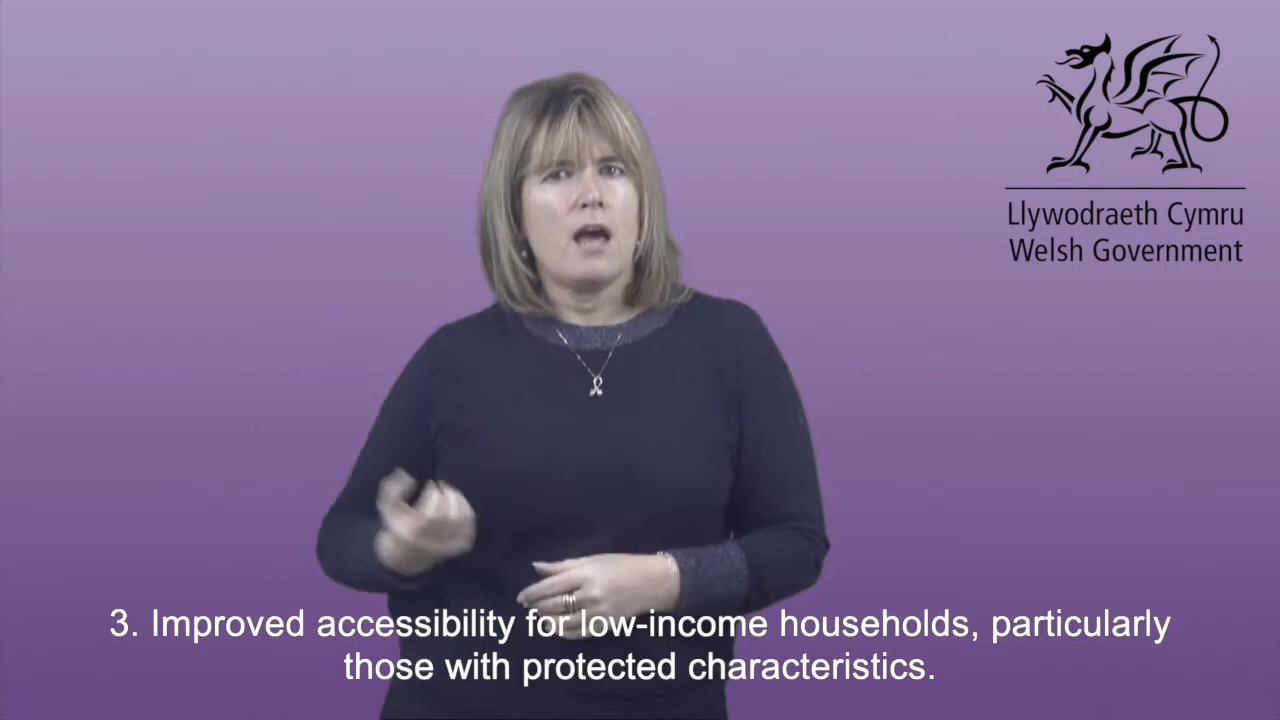 Llywodraeth Cymru
Welsh Government
3. Improved accessibility for low-income households, particularly
those with protected characteristics.